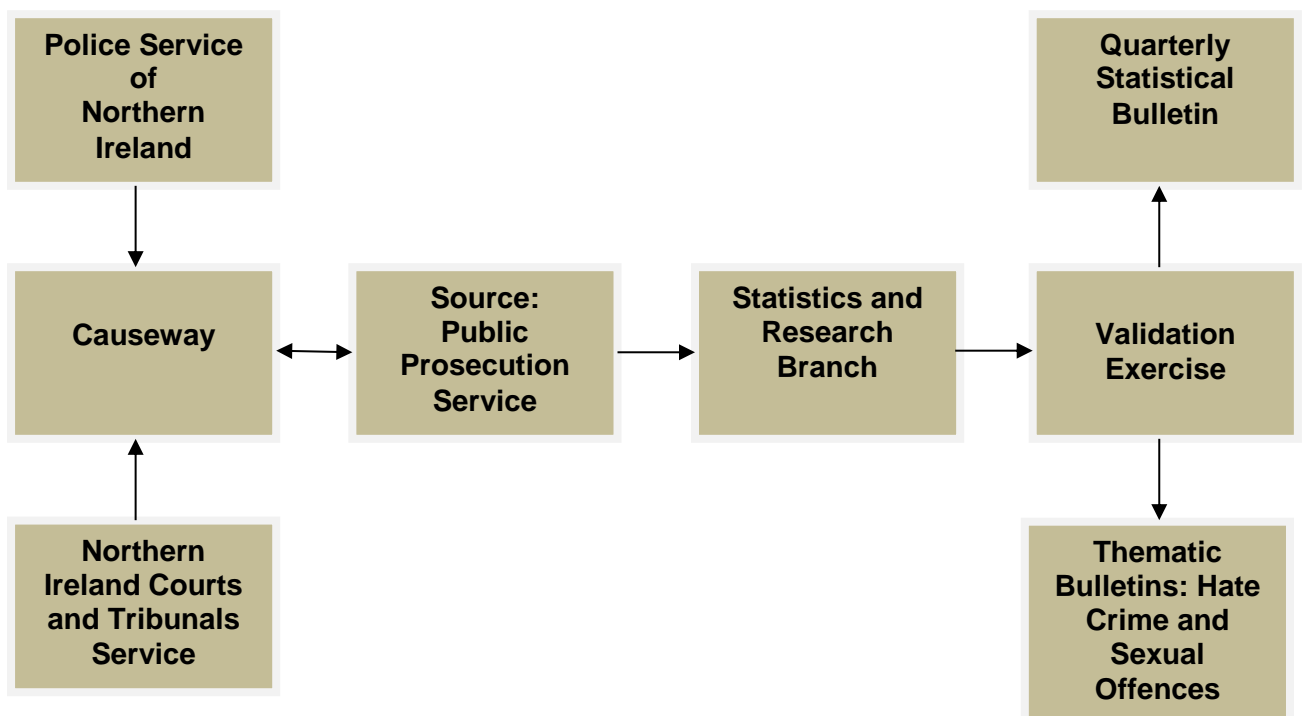 Police Service
of
Northern
Ireland
Quarterly
Statistical
Bulletin
Causeway
Source:
Public
Prosecution
Service
Statistics and
Research
Branch
Validation
Exercise
Northern
Ireland Courts
and Tribunals
Service
Thematic
Bulletins: Hate
Crime and
Sexual
Offences